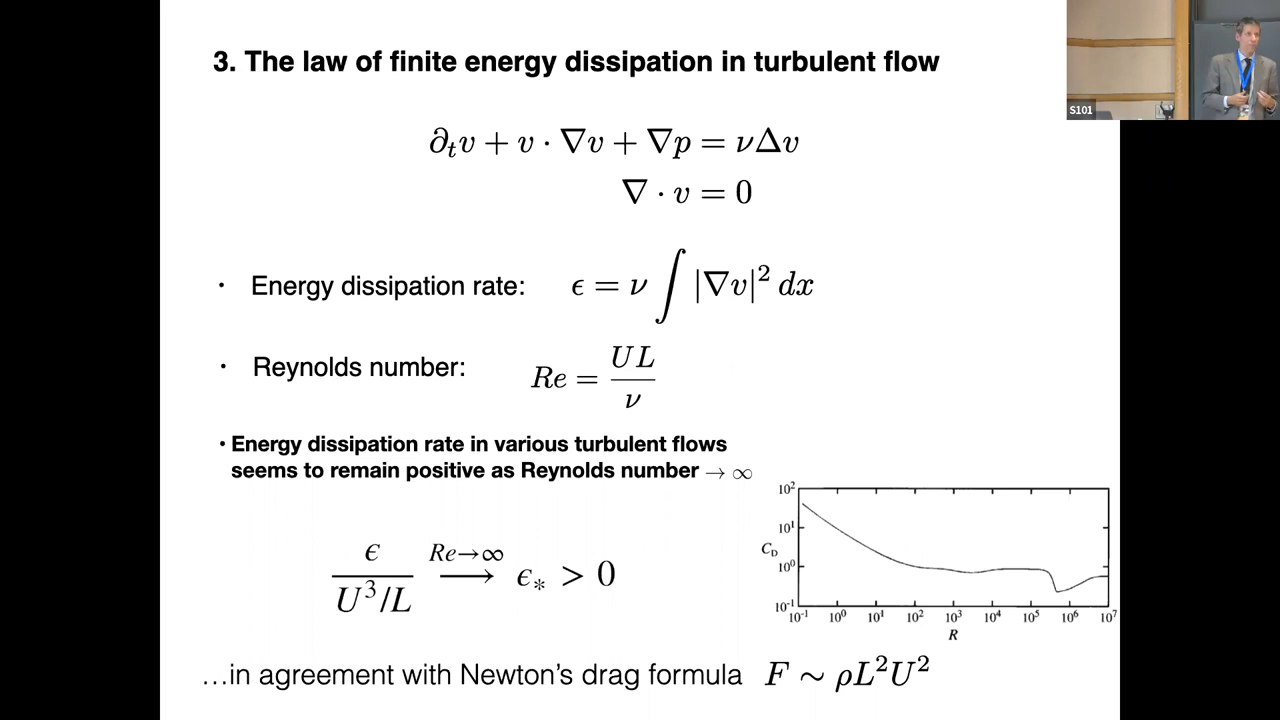 3. The law of finite energy dissipation in turbulent flow
S101
∂ₜv + v · ∇v + ∇p = νΔv
∇ · v = 0
· Energy dissipation rate: ϵ = ν ∫ |∇v|² dx
· Reynolds number: Re = UL/ν
• Energy dissipation rate in various turbulent flows
seems to remain positive as Reynolds number → ∞
ϵ/(U³/L) Re→∞ ⟶ ϵ∗ > 0
10²
10¹
C_D
10⁰
10⁻¹
10⁻¹ 10⁰ 10¹ 10² 10³ 10⁴ 10⁵ 10⁶ 10⁷
R
…in agreement with Newton's drag formula F ∼ ρL²U²